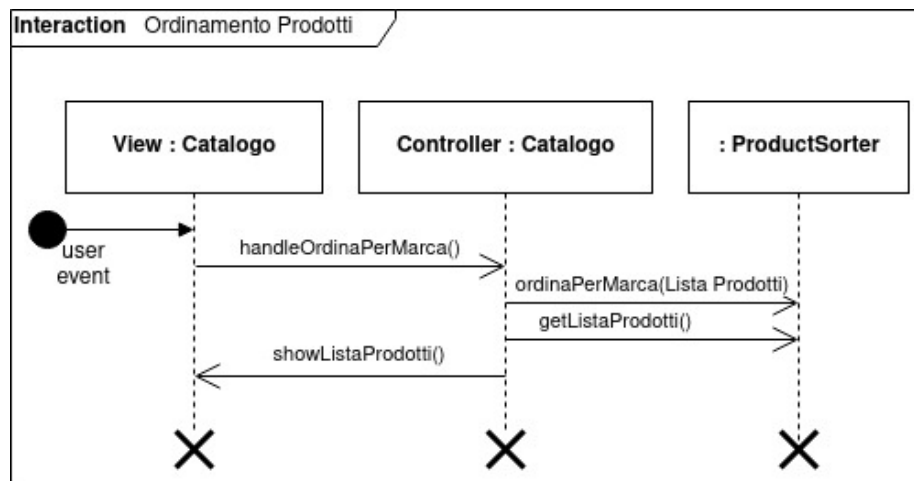 Interaction Ordinamento Prodotti
View : Catalogo
Controller : Catalogo
: ProductSorter
user
event
handleOrdinaPerMarca()
ordinaPerMarca(Lista Prodotti)
getListaProdotti()
showListaProdotti()